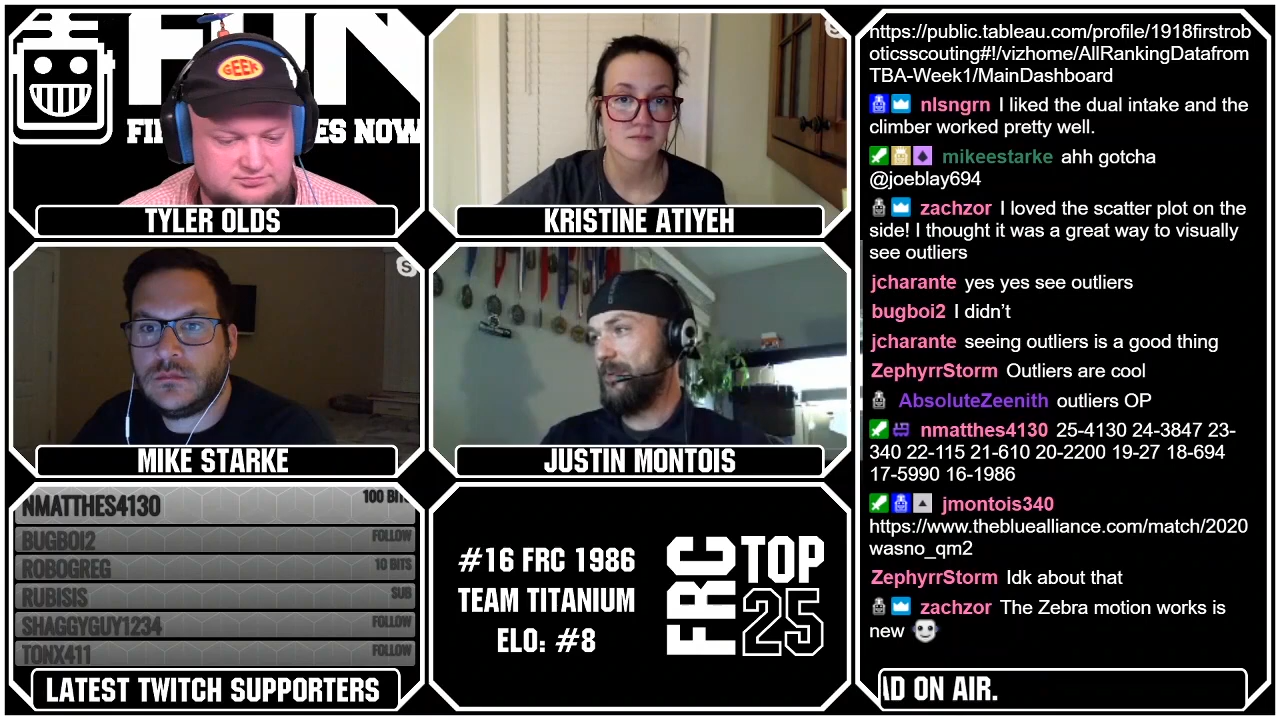 GEEK
TYLER OLDS
KRISTINE ATIYEH
MIKE STARKE
JUSTIN MONTOIS
NMATTHES4130
BUGBOI2 FOLLOW
ROBOGREG 10 BITS
RUBISIS SUB
SHAGGYGUY1234 FOLLOW
TONX411 FOLLOW
LATEST TWITCH SUPPORTERS
#16 FRC 1986
TEAM TITANIUM
ELO: #8
FRC TOP
25
https://public.tableau.com/profile/1918firstrob
oticsscouting#!/vizhome/AllRankingDatafrom
TBA-Week1/MainDashboard
nlsngrn I liked the dual intake and the
climber worked pretty well.
mikeestarke ahh gotcha
@joeblay694
zachzor I loved the scatter plot on the
side! I thought it was a great way to visually
see outliers
jcharante yes yes see outliers
bugboi2 I didn't
jcharante seeing outliers is a good thing
ZephyrrStorm Outliers are cool
AbsoluteZeenith outliers OP
nmatthes4130 25-4130 24-3847 23-
340 22-115 21-610 20-2200 19-27 18-694
17-5990 16-1986
jmontois340
https://www.thebluealliance.com/match/2020
wasno_qm2
ZephyrrStorm Idk about that
zachzor The Zebra motion works is
new
ON AIR.